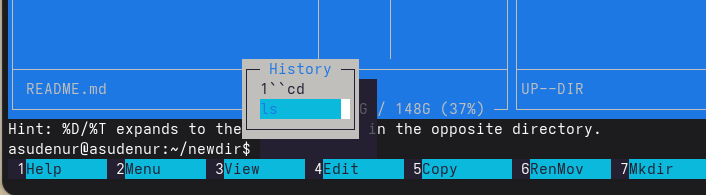 History
README.md
1``cd
UP--DIR
ls
G / 148G (37%)
Hint: %D/%T expands to the in the opposite directory.
asudenur@asudenur:~/newdir$
1Help 2Menu 3View 4Edit 5Copy 6RenMov 7Mkdir